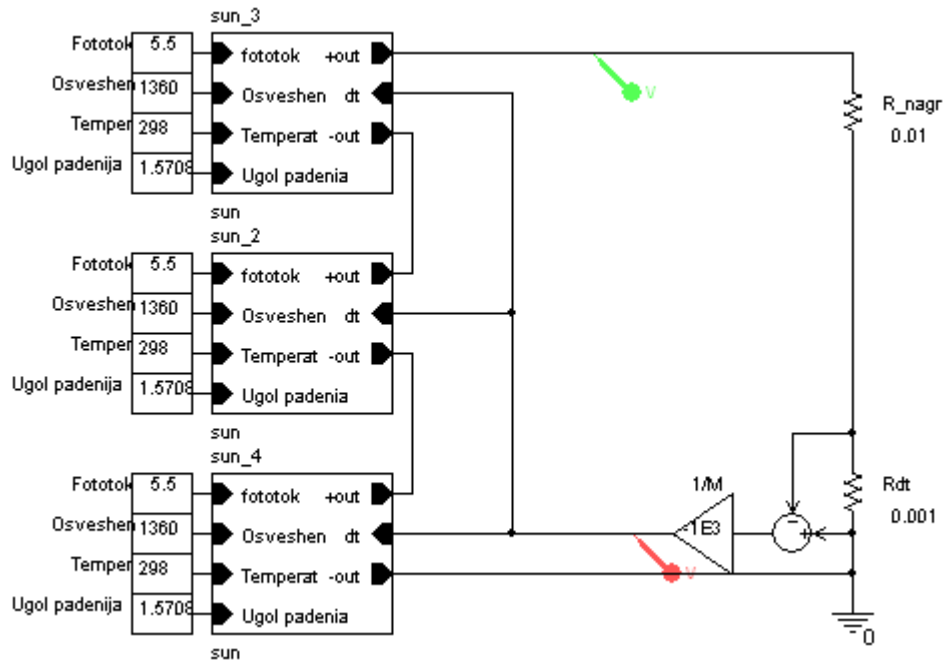 sun_3
Fototok 5.5 fototok +out
Osveshen 1360 Osveshen dt
Temper 298 Temperat -out
Ugol padenija 1.5708 Ugol padenia
sun
V
R_nagr
0.01
sun_2
Fototok 5.5 fototok +out
Osveshen 1360 Osveshen dt
Temper 298 Temperat -out
Ugol padenija 1.5708 Ugol padenia
sun
sun_4
Fototok 5.5 fototok +out
Osveshen 1360 Osveshen dt
Temper 298 Temperat -out
Ugol padenija 1.5708 Ugol padenia
sun
V
1/M
-1E3
- +
Rdt
0.001
0